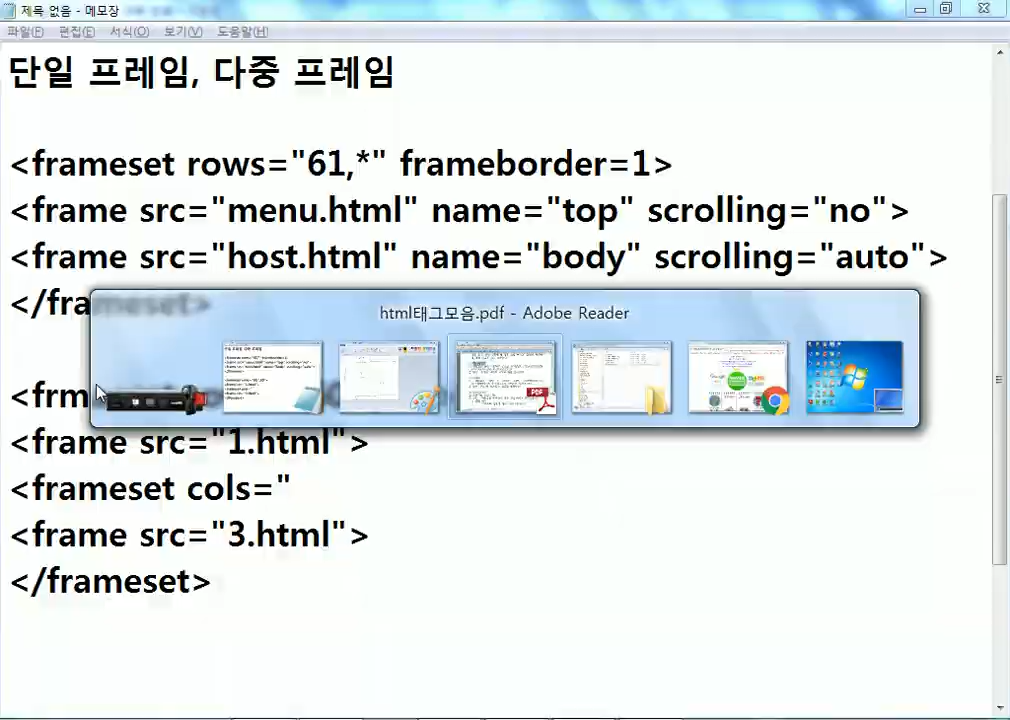 제목 없음 - 메모장
파일(F) 편집(E) 서식(O) 보기(V) 도움말(H)
단일 프레임, 다중 프레임
<frameset rows="61,*" frameborder=1>
<frame src="menu.html" name="top" scrolling="no">
<frame src="host.html" name="body" scrolling="auto">
</frameset>
html태그모음.pdf - Adobe Reader
<frm
<frame src="1.html">
<frameset cols="
<frame src="3.html">
</frameset>